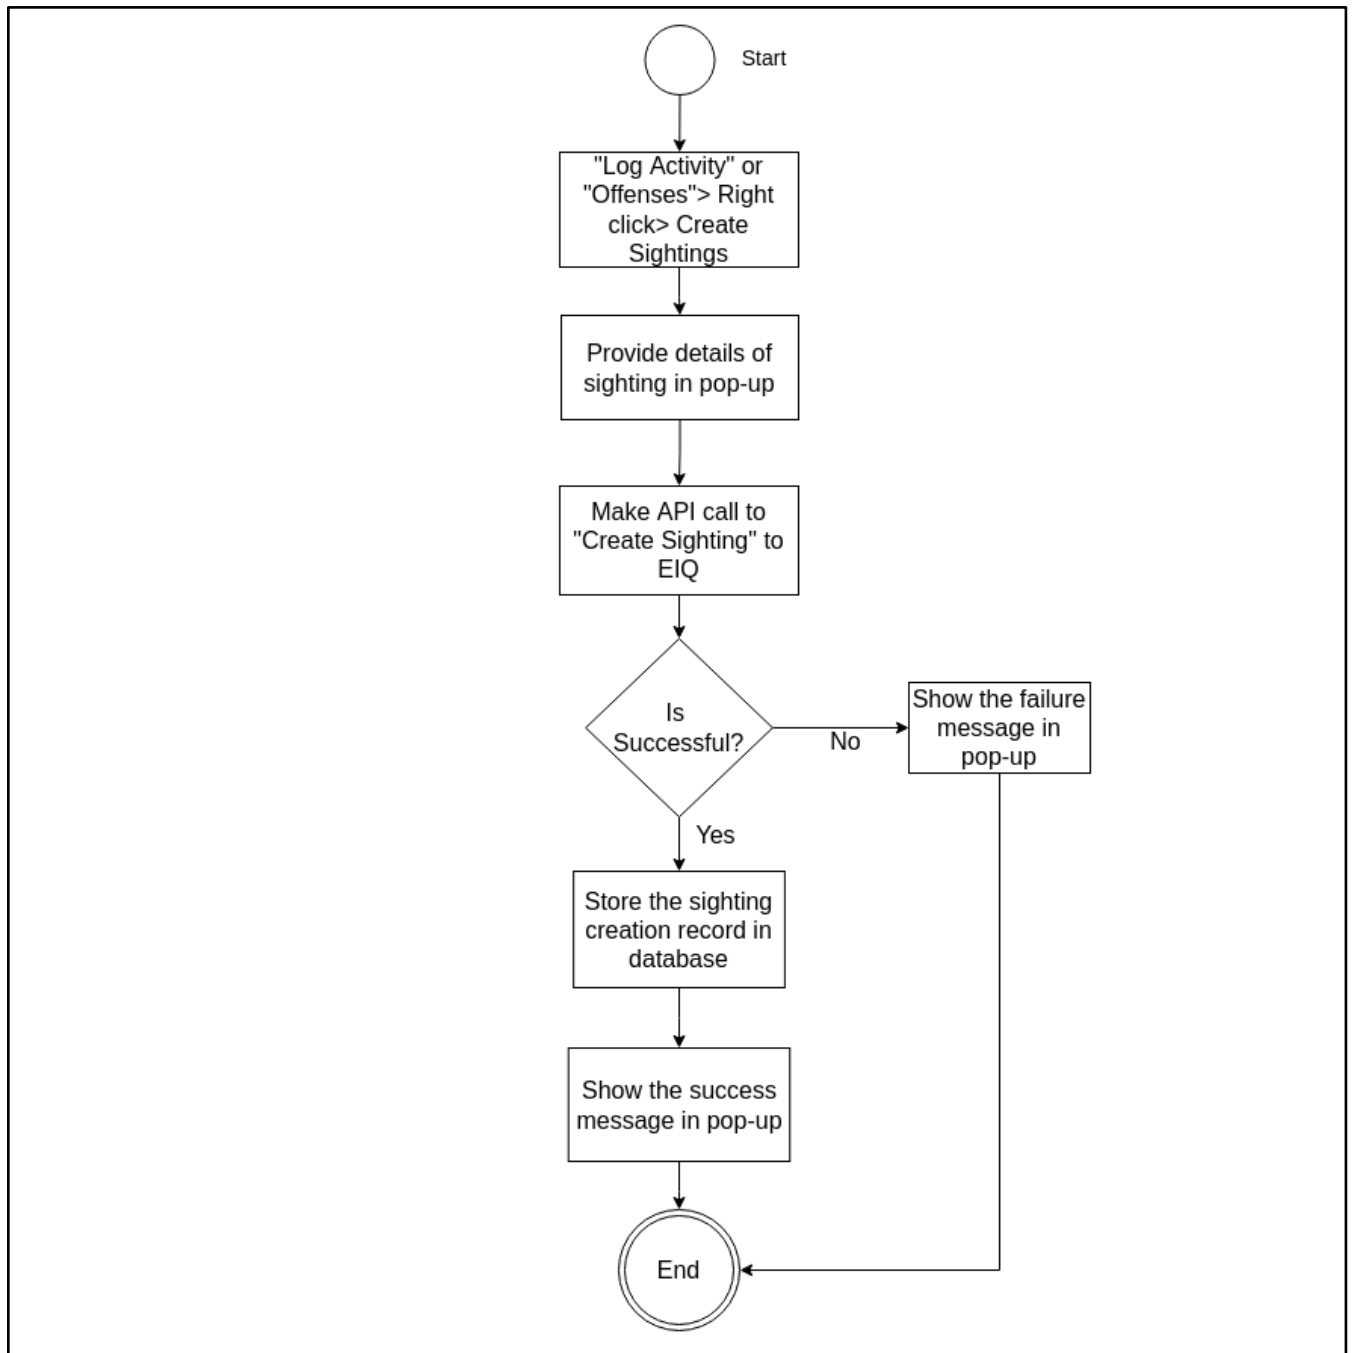 Start
"Log Activity" or
"Offenses"> Right
click> Create
Sightings
Provide details of
sighting in pop-up
Make API call to
"Create Sighting" to
EIQ
Is
Successful?
No
Show the failure
message in
pop-up
Yes
Store the sighting
creation record in
database
Show the success
message in pop-up
End